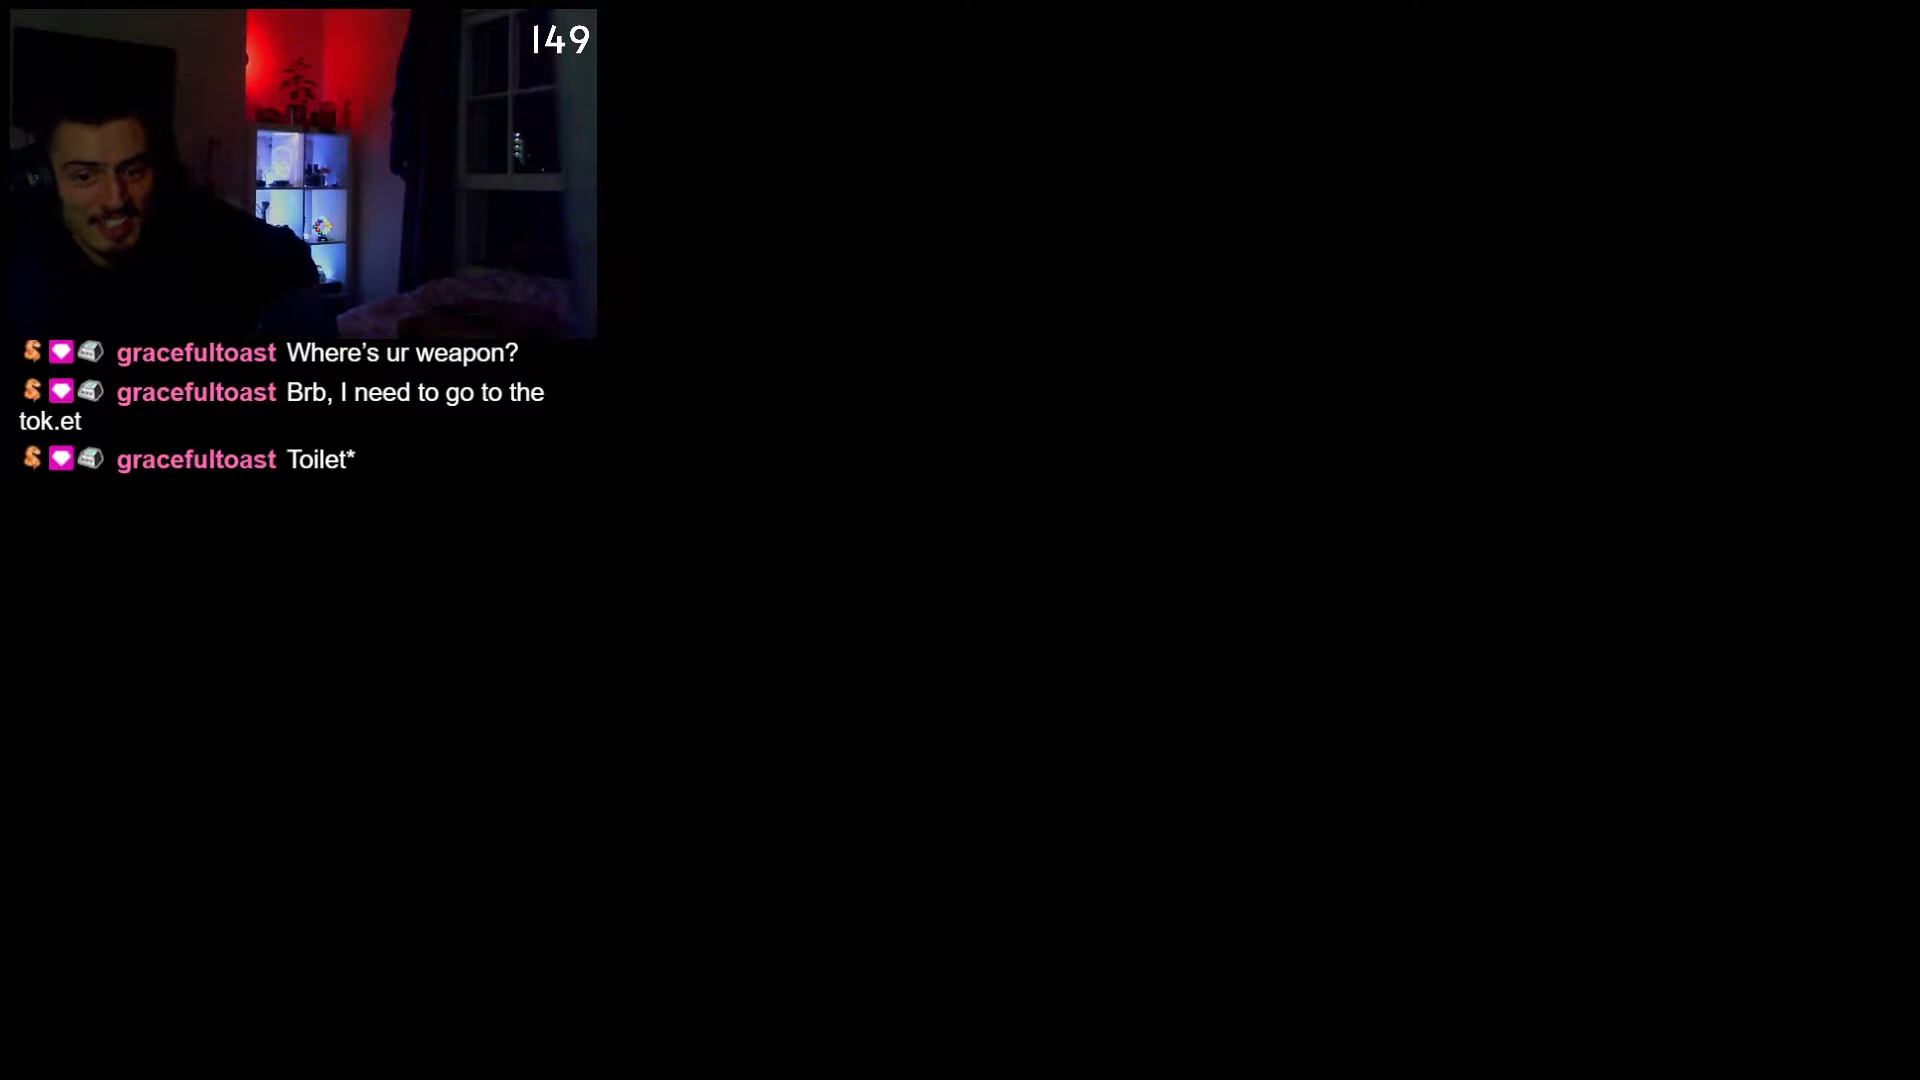 149
gracefultoast Where’s ur weapon?
gracefultoast Brb, I need to go to the
tok.et
gracefultoast Toilet*